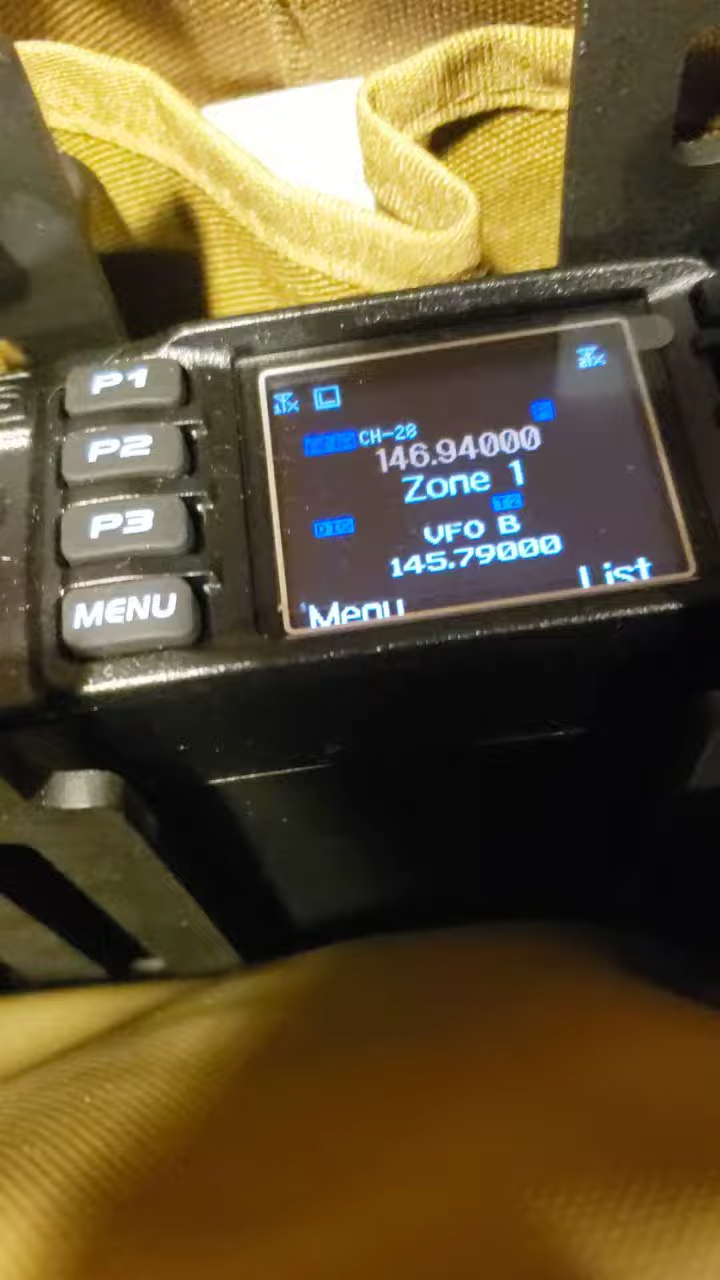 P1
P2
P3
MENU
CH-28
146.94000
Zone 1
VFO B
145.79000
Menu
List